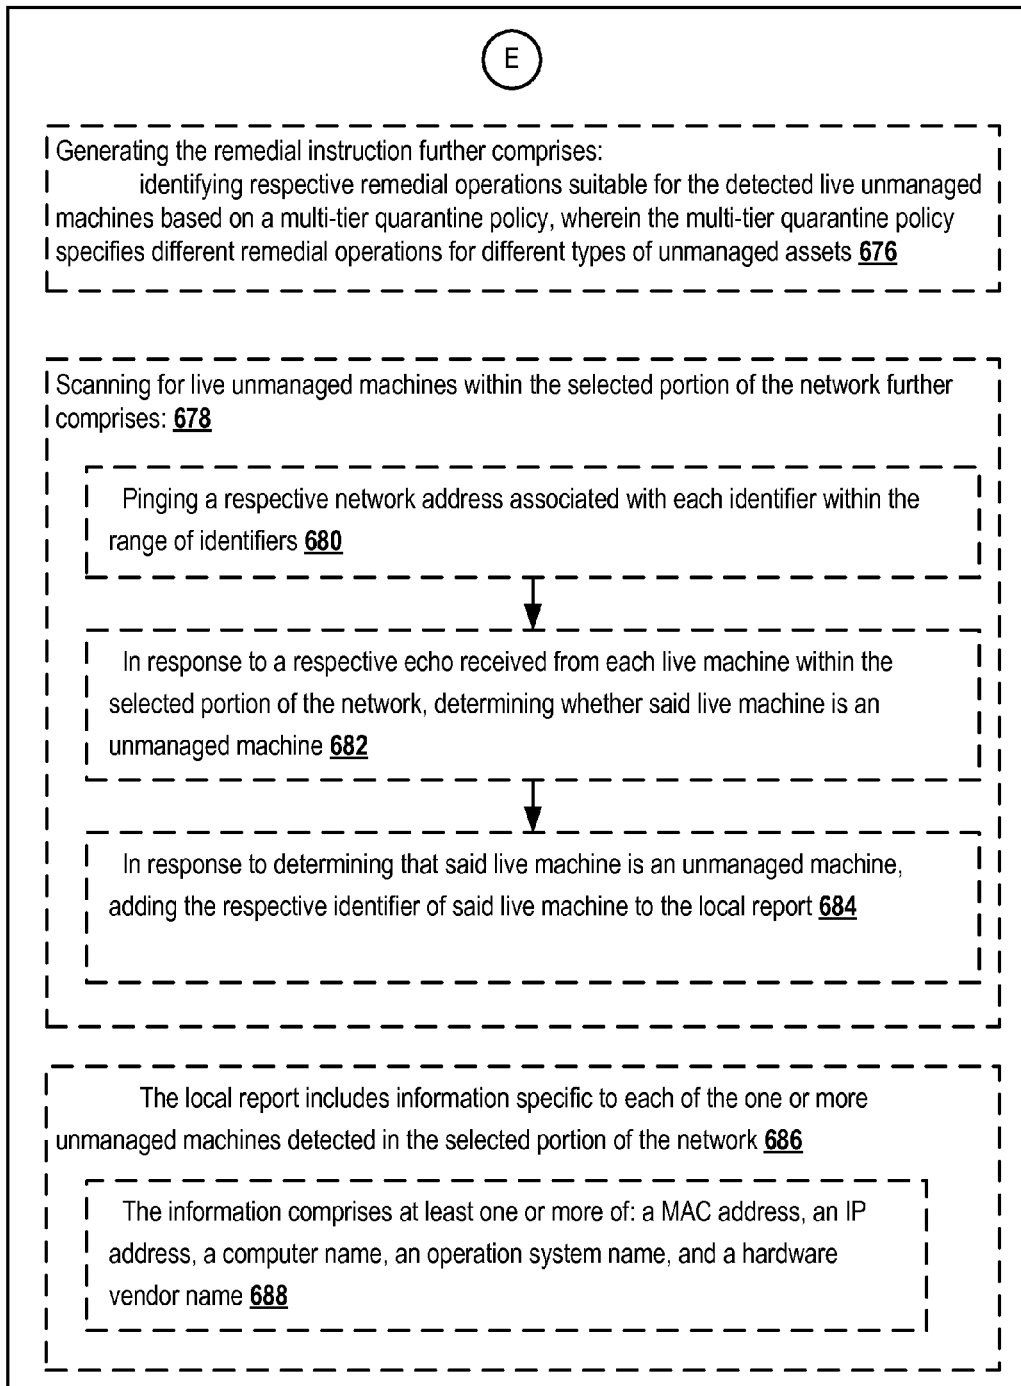 E
Generating the remedial instruction further comprises:
identifying respective remedial operations suitable for the detected live unmanaged
machines based on a multi-tier quarantine policy, wherein the multi-tier quarantine policy
specifies different remedial operations for different types of unmanaged assets 676
Scanning for live unmanaged machines within the selected portion of the network further
comprises: 678
Pinging a respective network address associated with each identifier within the
range of identifiers 680
In response to a respective echo received from each live machine within the
selected portion of the network, determining whether said live machine is an
unmanaged machine 682
In response to determining that said live machine is an unmanaged machine,
adding the respective identifier of said live machine to the local report 684
The local report includes information specific to each of the one or more
unmanaged machines detected in the selected portion of the network 686
The information comprises at least one or more of: a MAC address, an IP
address, a computer name, an operation system name, and a hardware
vendor name 688